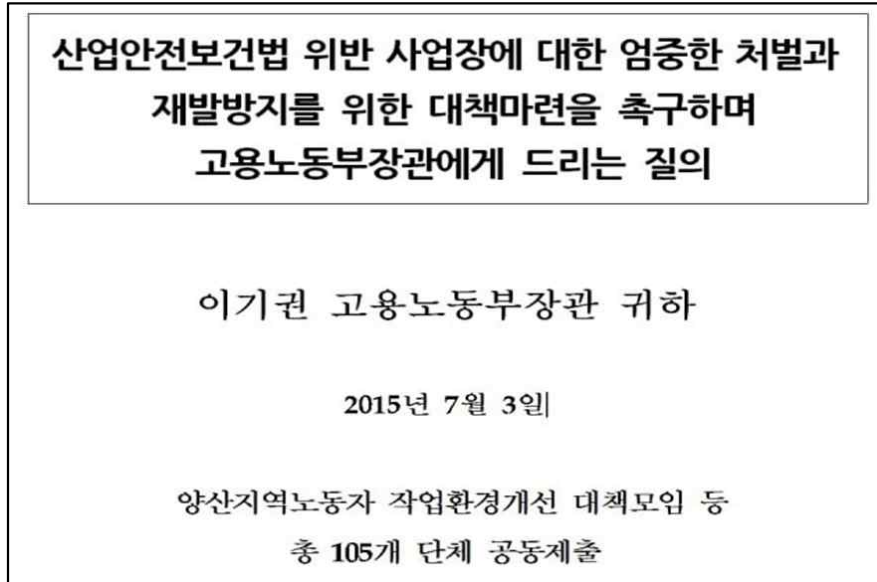 산업안전보건법 위반 사업장에 대한 엄중한 처벌과
재발방지를 위한 대책마련을 촉구하며
고용노동부장관에게 드리는 질의
이기권 고용노동부장관 귀하
2015년 7월 3일
양산지역노동자 작업환경개선 대책모임 등
총 105개 단체 공동제출